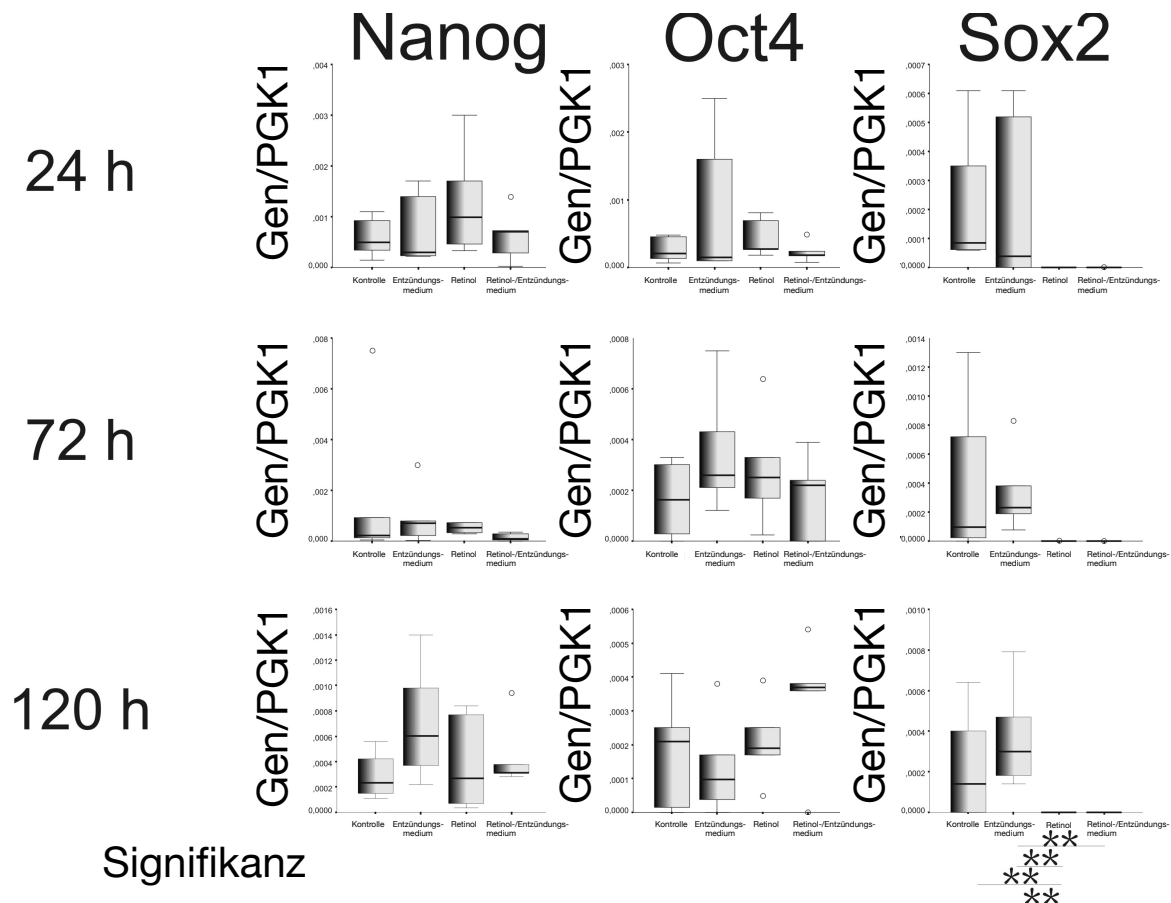 Nanog Oct4 Sox2
24 h
Gen/PGK1
,004
,003
,002
,001
0,000
Kontrolle Entzündungs- Retinol Retinol-/Entzündungs-
medium medium
Gen/PGK1
,003
,002
,001
0,000
Kontrolle Entzündungs- Retinol Retinol-/Entzündungs-
medium medium
Gen/PGK1
,0007
,0006
,0005
,0004
,0003
,0002
,0001
0,0000
Kontrolle Entzündungs- Retinol Retinol-/Entzündungs-
medium medium
72 h
Gen/PGK1
,008
,006
,004
,002
0,000
Kontrolle Entzündungs- Retinol Retinol-/Entzündungs-
medium medium
Gen/PGK1
,0008
,0006
,0004
,0002
0,0000
Kontrolle Entzündungs- Retinol Retinol-/Entzündungs-
medium medium
Gen/PGK1
,0014
,0012
,0010
,0008
,0006
,0004
,0002
0,0000
Kontrolle Entzündungs- Retinol Retinol-/Entzündungs-
medium medium
120 h
Gen/PGK1
,0016
,0014
,0012
,0010
,0008
,0006
,0004
,0002
0,0000
Kontrolle Entzündungs- Retinol Retinol-/Entzündungs-
medium medium
Gen/PGK1
,0006
,0005
,0004
,0003
,0002
,0001
0,0000
Kontrolle Entzündungs- Retinol Retinol-/Entzündungs-
medium medium
Gen/PGK1
,0010
,0008
,0006
,0004
,0002
0,0000
Kontrolle Entzündungs- Retinol Retinol-/Entzündungs-
medium medium
Signifikanz
**
**
**
**